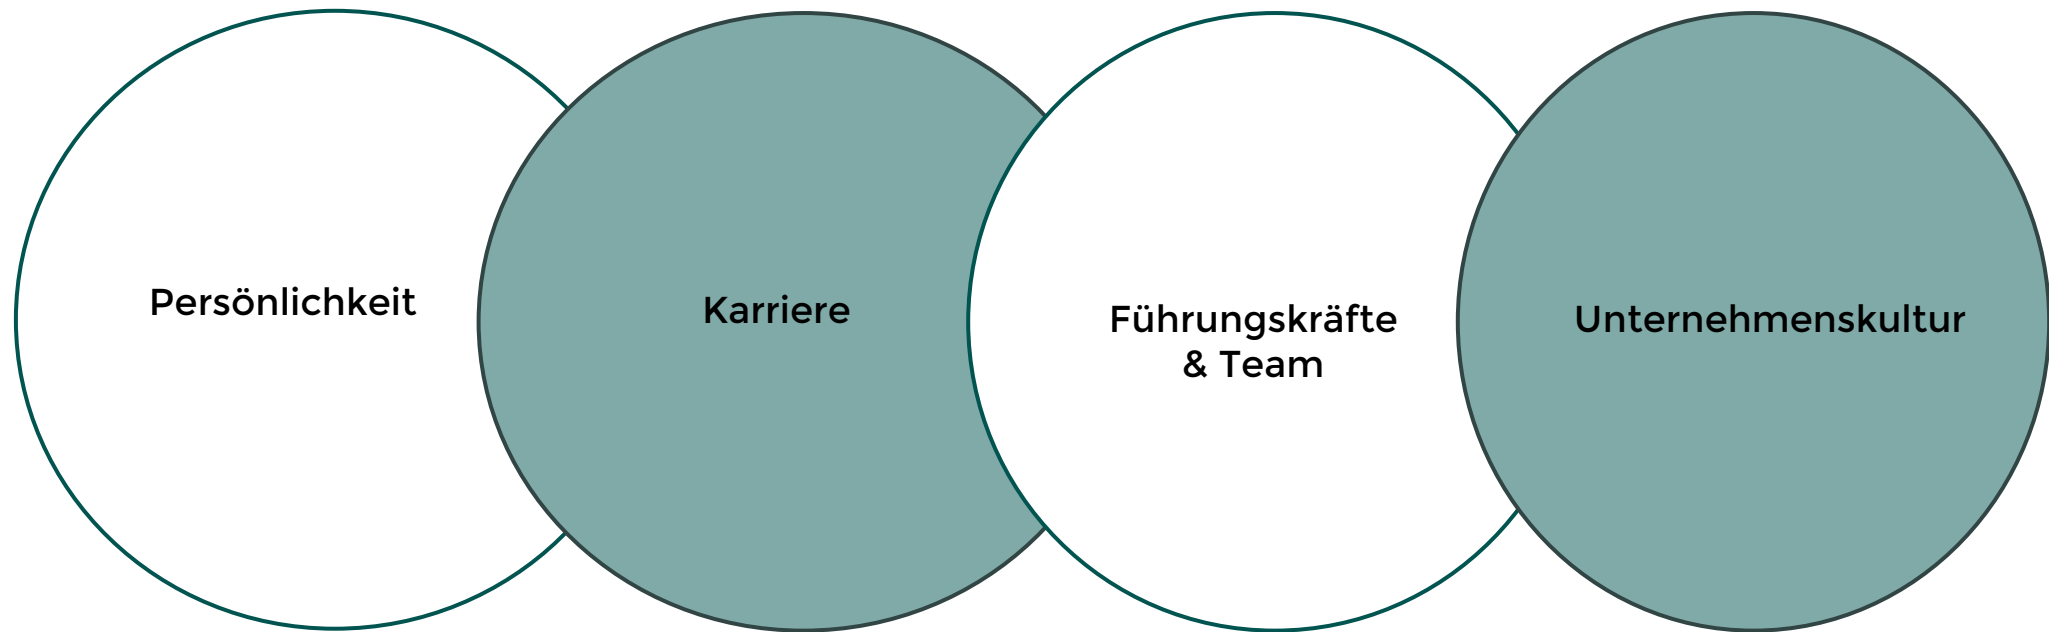 Persönlichkeit
Karriere
Führungskräfte
& Team
Unternehmenskultur